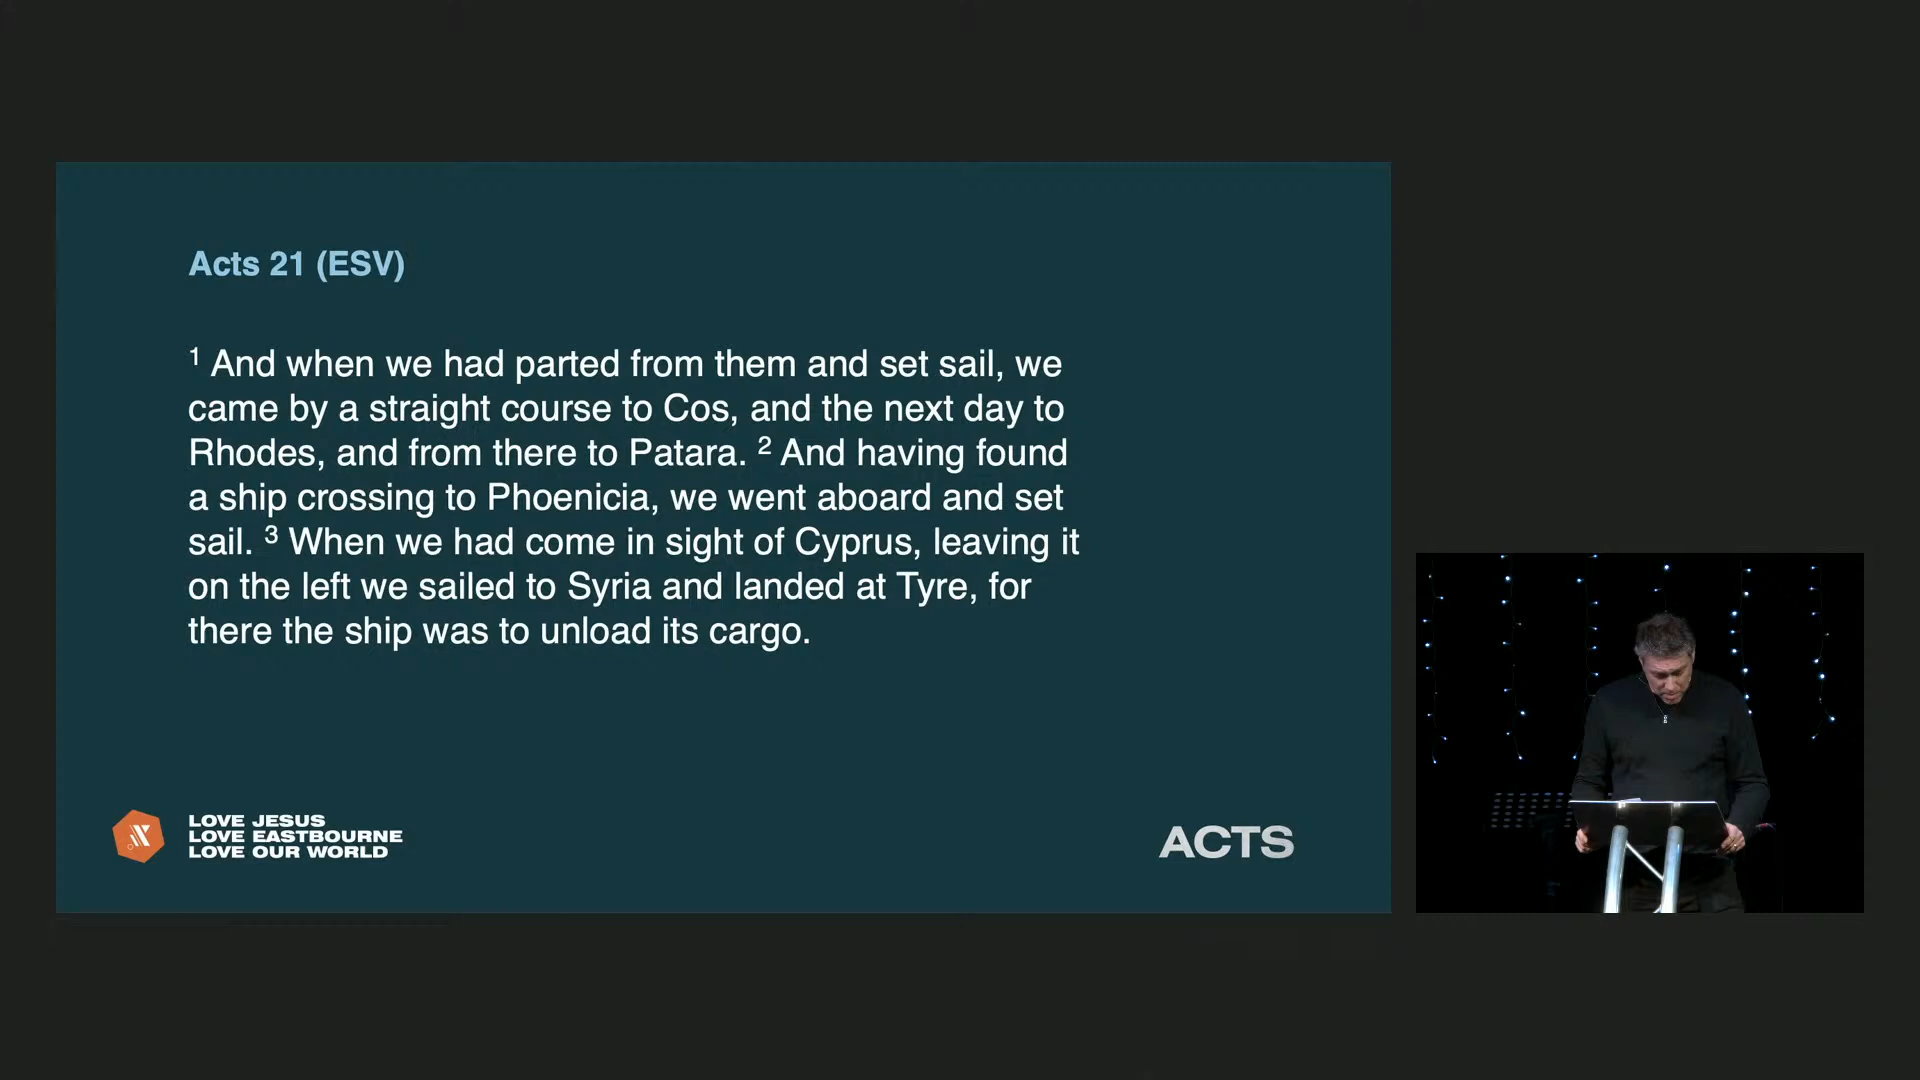 Acts 21 (ESV)
1 And when we had parted from them and set sail, we
came by a straight course to Cos, and the next day to
Rhodes, and from there to Patara. 2 And having found
a ship crossing to Phoenicia, we went aboard and set
sail. 3 When we had come in sight of Cyprus, leaving it
on the left we sailed to Syria and landed at Tyre, for
there the ship was to unload its cargo.
LOVE JESUS
LOVE EASTBOURNE
LOVE OUR WORLD
ACTS